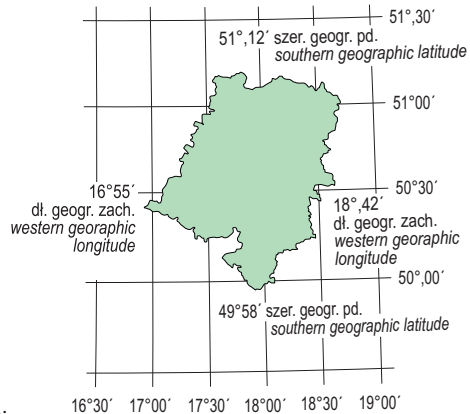 51°,30′
51°,12′ szer. geogr. pd.
southern geographic latitude
51°00′
16°55′
dł. geogr. zach.
western georaphic
longitude
50°,30′
18°,42′
dł. geogr. zach.
western georaphic
longitude
50°,00′
49°58′ szer. geogr. pd.
southern geographic latitude
16°30′ 17°00′ 17°30′ 18°00′ 18°30′ 19°00′